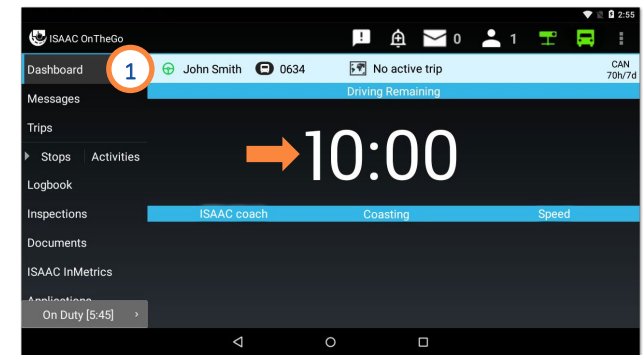 2:55
ISAAC OnTheGo 0 1
Dashboard 1 John Smith 0634 No active trip CAN
70h/7d
Messages Driving Remaining
Trips
Stops Activities 10:00
Logbook
Inspections ISAAC coach Coasting Speed
Documents
ISAAC InMetrics
Applications
On Duty [5:45] >